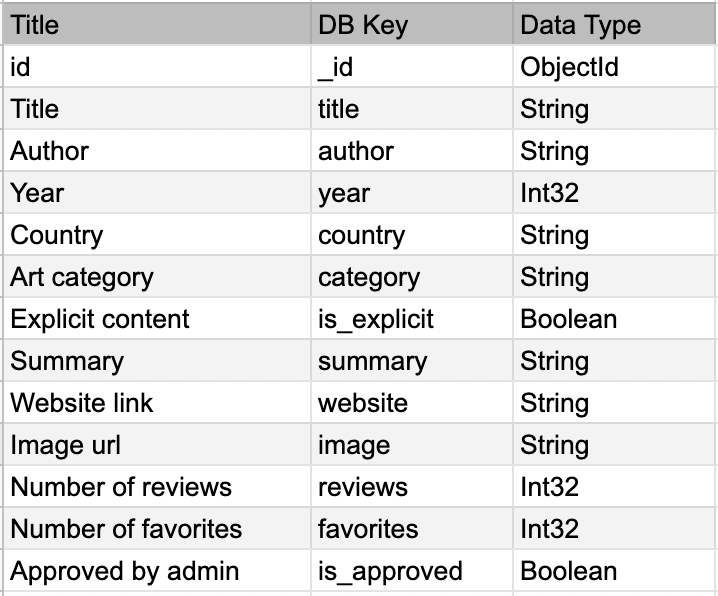 Title DB Key Data Type
id _id ObjectId
Title title String
Author author String
Year year Int32
Country country String
Art category category String
Explicit content is_explicit Boolean
Summary summary String
Website link website String
Image url image String
Number of reviews reviews Int32
Number of favorites favorites Int32
Approved by admin is_approved Boolean